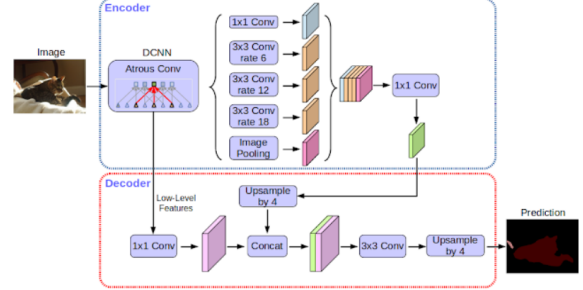 Encoder
Image
DCNN
Atrous Conv
1x1 Conv
3x3 Conv
rate 6
3x3 Conv
rate 12
3x3 Conv
rate 18
Image
Pooling
1x1 Conv
Decoder
Low-Level
Features
Upsample
by 4
1x1 Conv
Concat
3x3 Conv
Upsample
by 4
Prediction